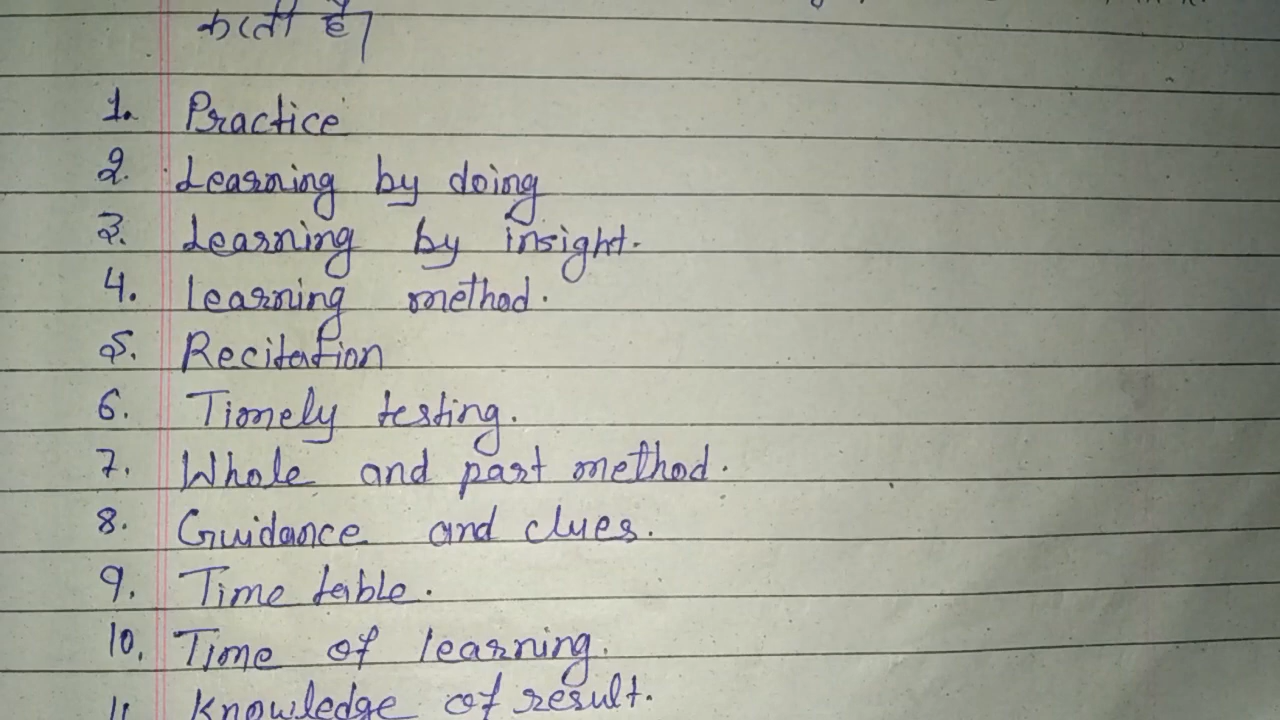 करती है।
1. Practice
2. Learning by doing
3. Learning by insight.
4. Learning method.
5. Recitation
6. Timely testing.
7. Whole and part method.
8. Guidance and clues.
9. Time table.
10. Time of learning.
11 Knowledge of result.